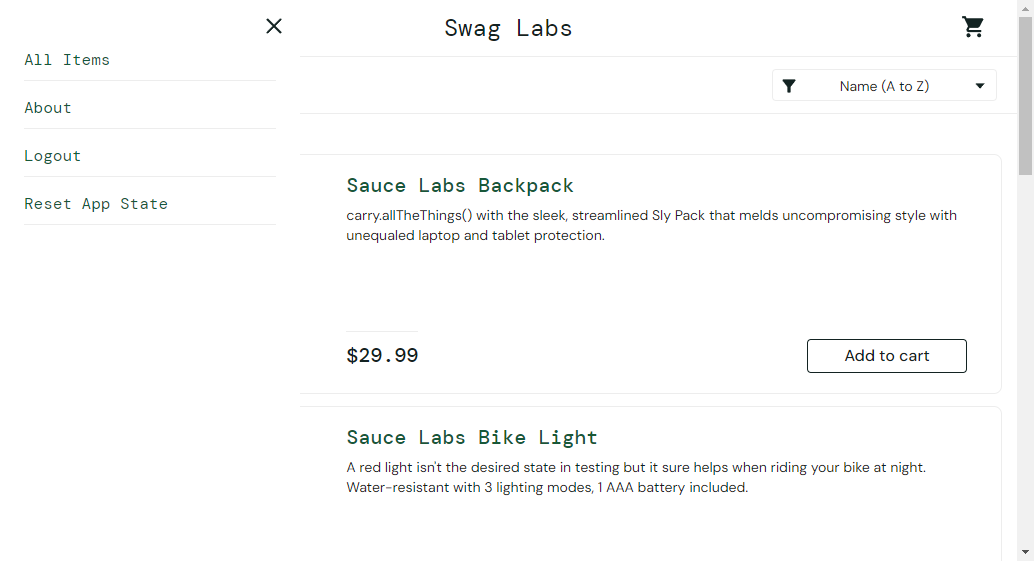 All Items
About
Logout
Reset App State
Swag Labs
Name (A to Z)
Sauce Labs Backpack
carry.allTheThings() with the sleek, streamlined Sly Pack that melds uncompromising style with
unequaled laptop and tablet protection.
$29.99
Add to cart
Sauce Labs Bike Light
A red light isn't the desired state in testing but it sure helps when riding your bike at night.
Water-resistant with 3 lighting modes, 1 AAA battery included.